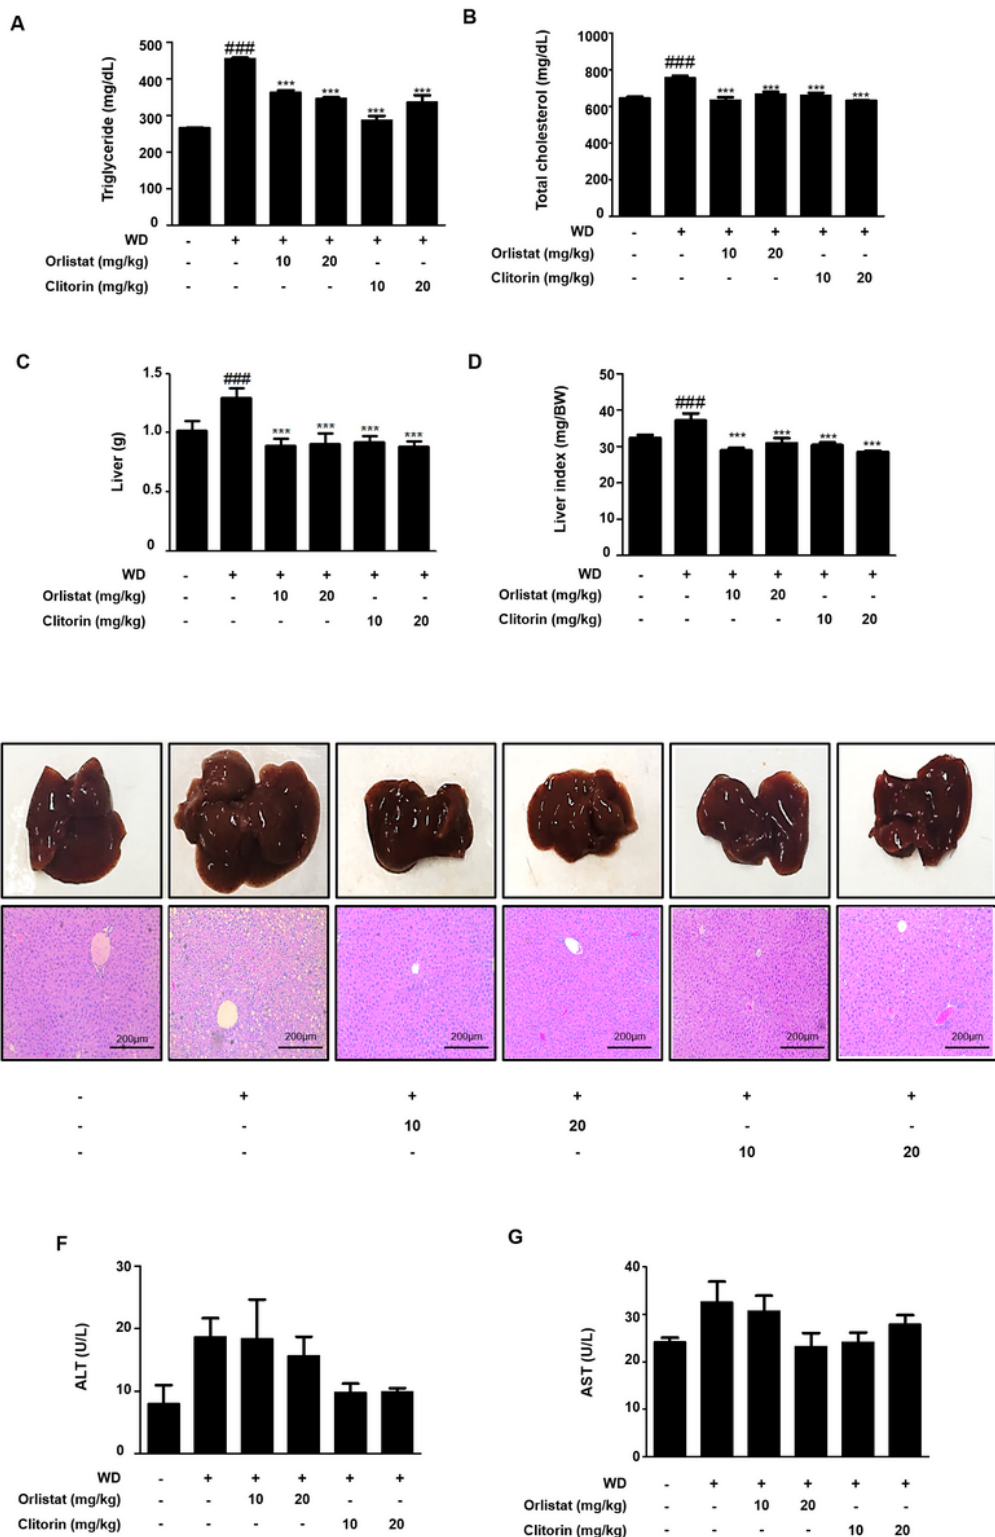 A
Triglyceride (mg/dL)
500
400
300
200
100
0
###
***
***
***
***
WD - + + + + +
Orlistat (mg/kg) - - 10 20 - -
Clitorin (mg/kg) - - - - 10 20
B
Total cholesterol (mg/dL)
1000
800
600
400
200
0
###
***
***
***
***
WD - + + + + +
Orlistat (mg/kg) - - 10 20 - -
Clitorin (mg/kg) - - - - 10 20
C
Liver (g)
1.5
1.0
0.5
0
###
***
***
***
***
WD - + + + + +
Orlistat (mg/kg) - - 10 20 - -
Clitorin (mg/kg) - - - - 10 20
D
Liver index (mg/BW)
50
40
30
20
10
0
###
***
***
***
***
WD - + + + + +
Orlistat (mg/kg) - - 10 20 - -
Clitorin (mg/kg) - - - - 10 20
200µm 200µm 200µm 200µm 200µm 200µm
- + + + + +
- - 10 20 - -
- - - - 10 20
F
ALT (U/L)
30
20
10
0
WD - + + + + +
Orlistat (mg/kg) - - 10 20 - -
Clitorin (mg/kg) - - - - 10 20
G
AST (U/L)
40
30
20
10
0
WD - + + + + +
Orlistat (mg/kg) - - 10 20 - -
Clitorin (mg/kg) - - - - 10 20